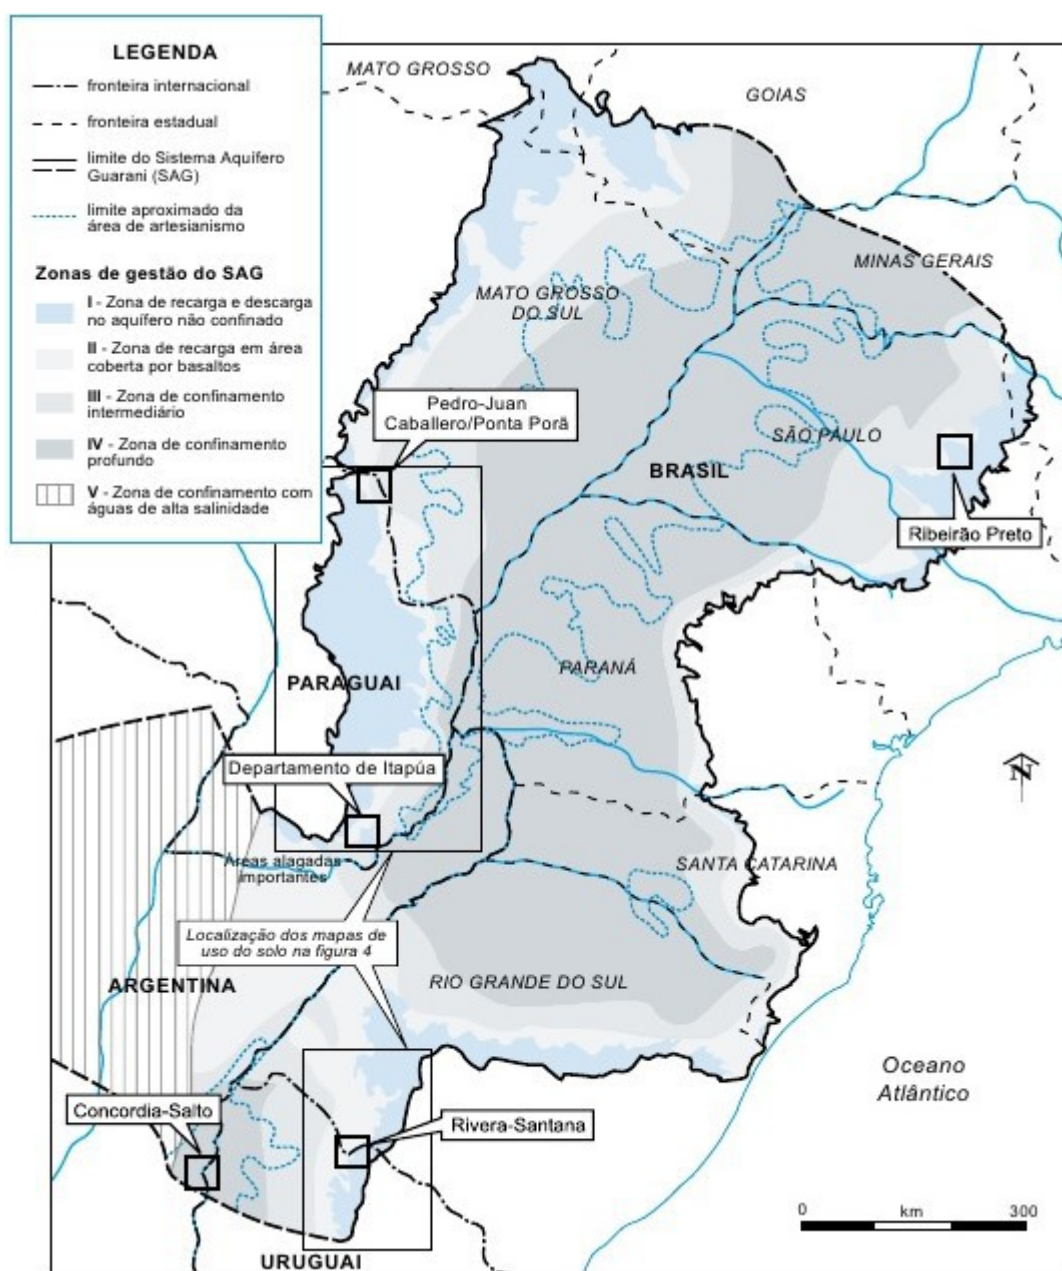 LEGENDA
fronteira internacional
fronteira estadual
limite do Sistema Aquífero
Guarani (SAG)
limite aproximado da
área de artesianismo
Zonas de gestão do SAG
I - Zona de recarga e descarga
no aquífero não confinado
II - Zona de recarga em área
coberta por basaltos
III - Zona de confinamento
intermediário
IV - Zona de confinamento
profundo
V - Zona de confinamento com
águas de alta salinidade
MATO GROSSO
GOIAS
MINAS GERAIS
MATO GROSSO
DO SUL
Pedro-Juan
Caballero/Ponta Porã
SÃO PAULO
BRASIL
Ribeirão Preto
PARAGUAI
PARANÁ
Departamento de Itapúa
N
Áreas alagadas
importantes
SANTA CATARINA
Localização dos mapas de
uso do solo na figura 4
ARGENTINA
RIO GRANDE DO SUL
Oceano
Atlântico
Concordia-Salto
Rivera-Santana
0 km 300
URUGUAI